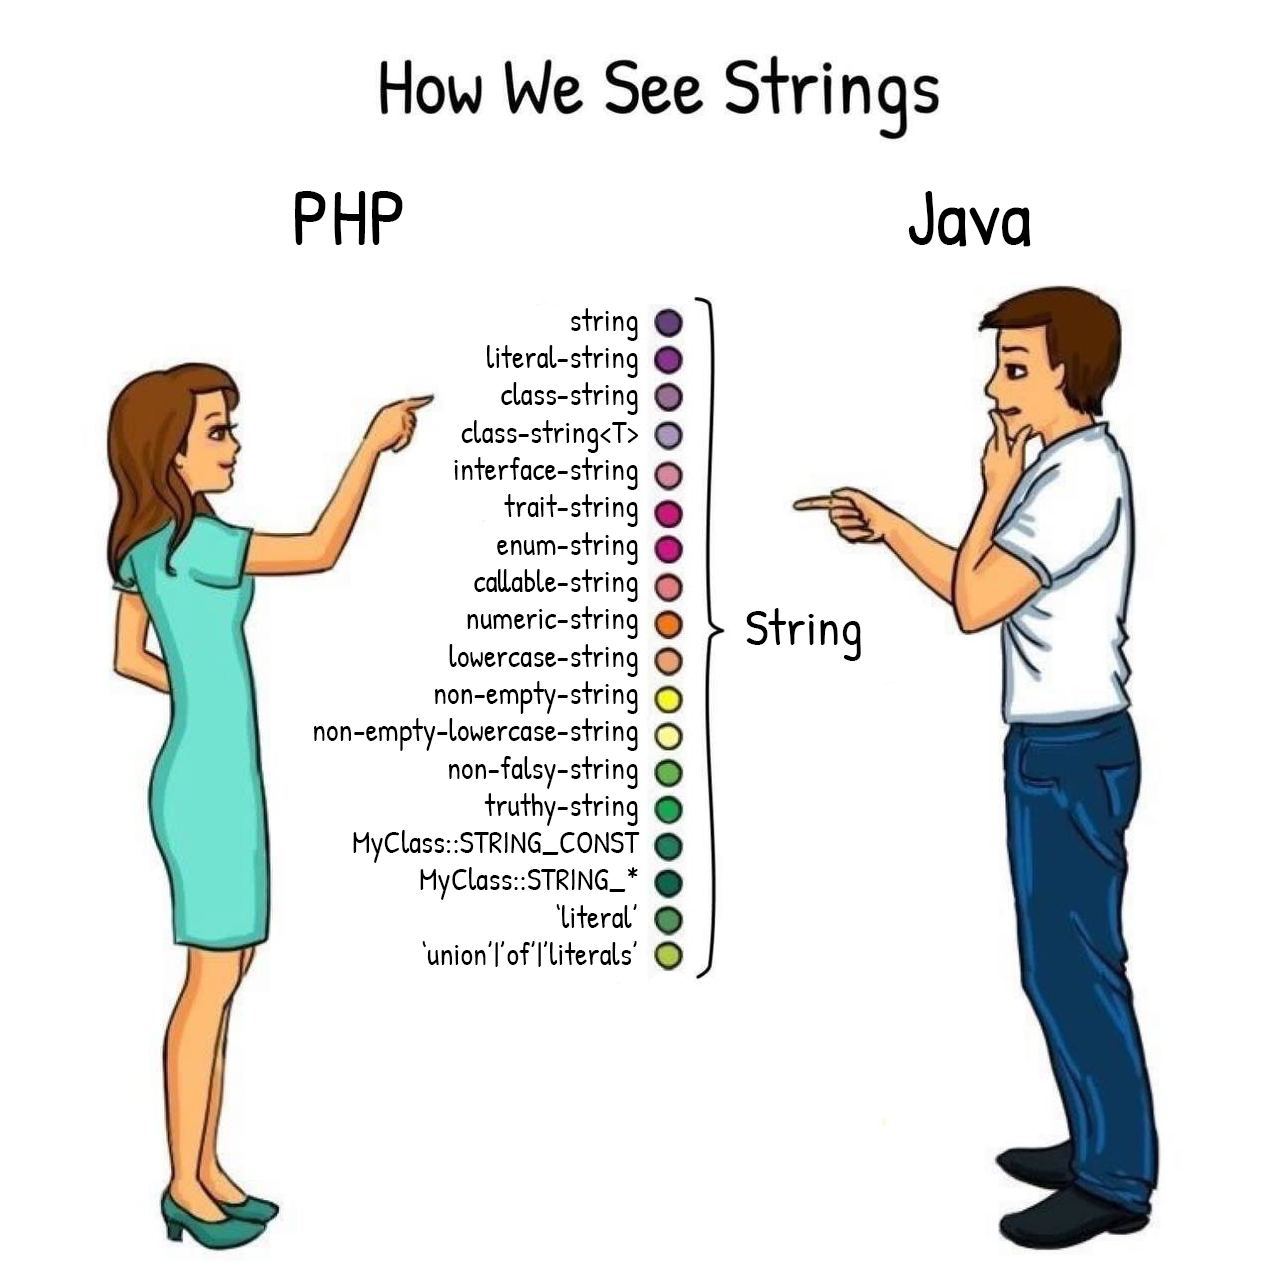 How We See Strings
PHP
Java
string
literal-string
class-string
class-string<T>
interface-string
trait-string
enum-string
callable-string
numeric-string
lowercase-string
non-empty-string
non-empty-lowercase-string
non-falsy-string
truthy-string
MyClass::STRING_CONST
MyClass::STRING_*
‘literal’
‘union’|’of’|’literals’
String